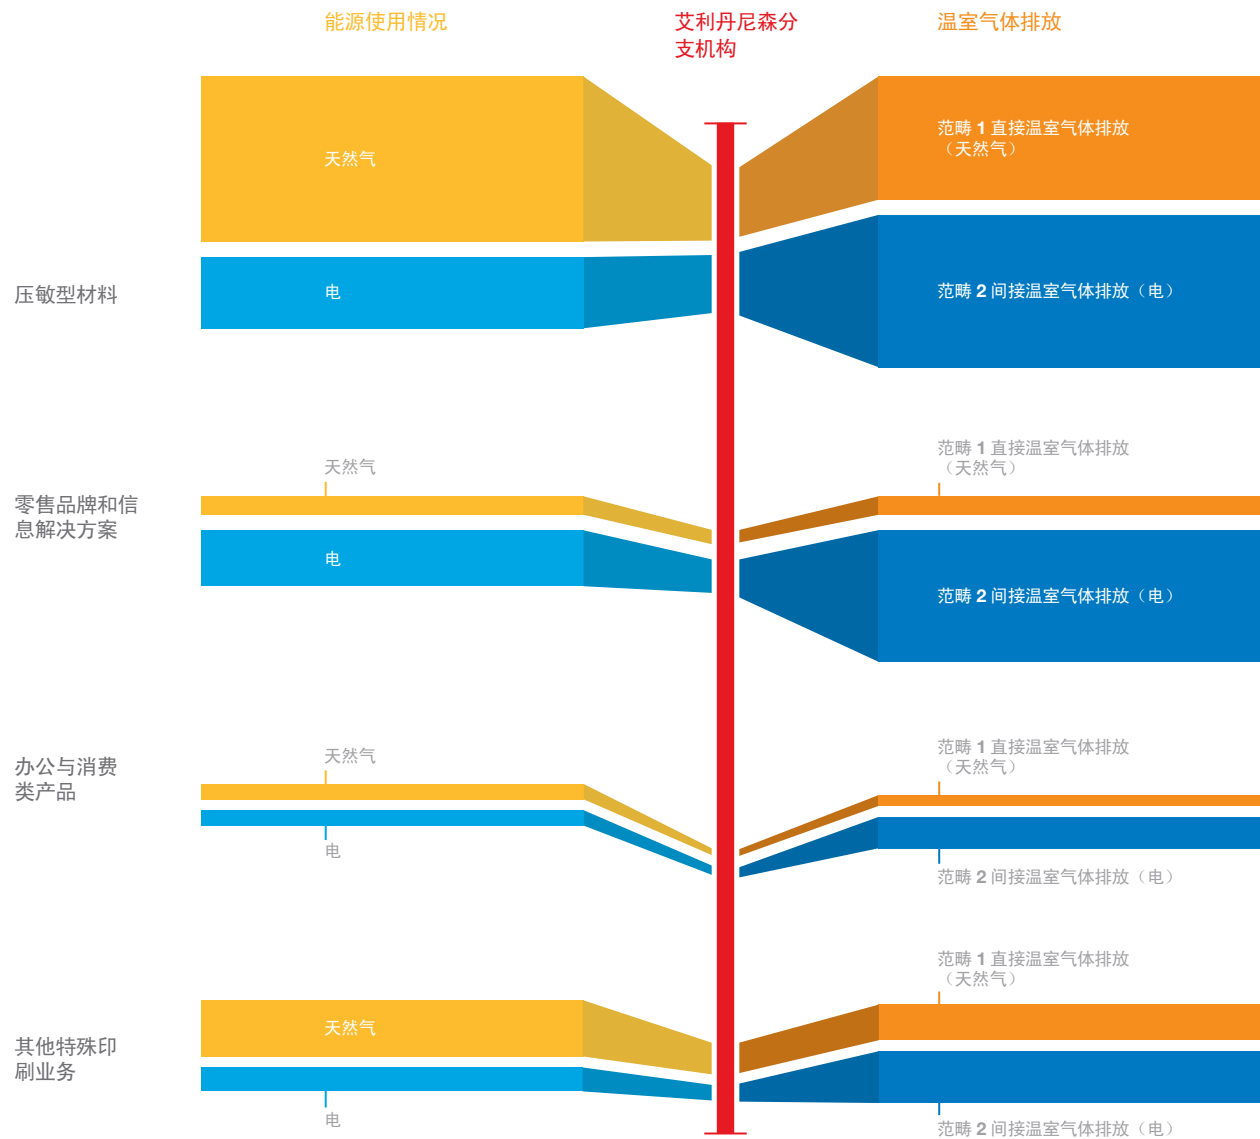 能源使用情况
艾利丹尼森分
支机构
温室气体排放
压敏型材料
天然气
电
范畴 1 直接温室气体排放
（天然气）
范畴 2 间接温室气体排放（电）
零售品牌和信
息解决方案
天然气
电
范畴 1 直接温室气体排放
（天然气）
范畴 2 间接温室气体排放（电）
办公与消费
类产品
天然气
电
范畴 1 直接温室气体排放
（天然气）
范畴 2 间接温室气体排放（电）
其他特殊印
刷业务
天然气
电
范畴 1 直接温室气体排放
（天然气）
范畴 2 间接温室气体排放（电）